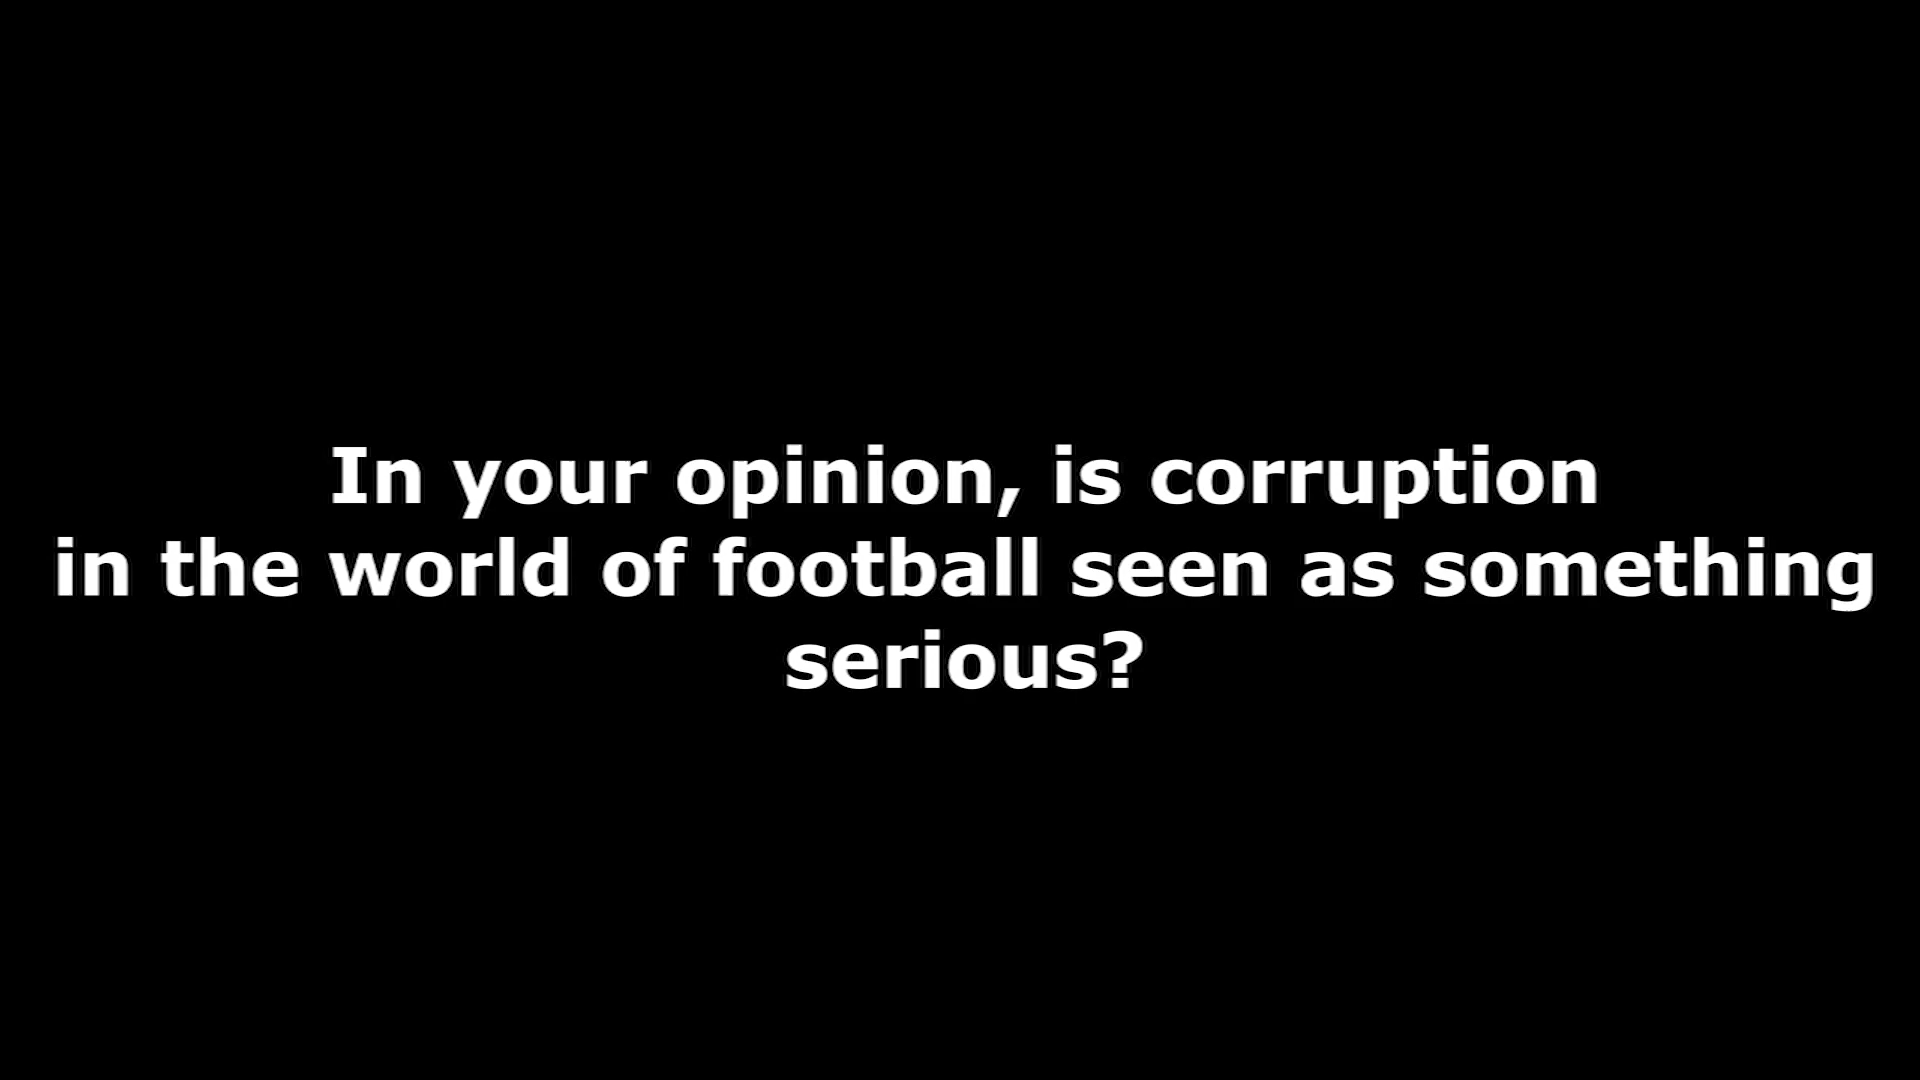 In your opinion, is corruption
in the world of football seen as something
serious?